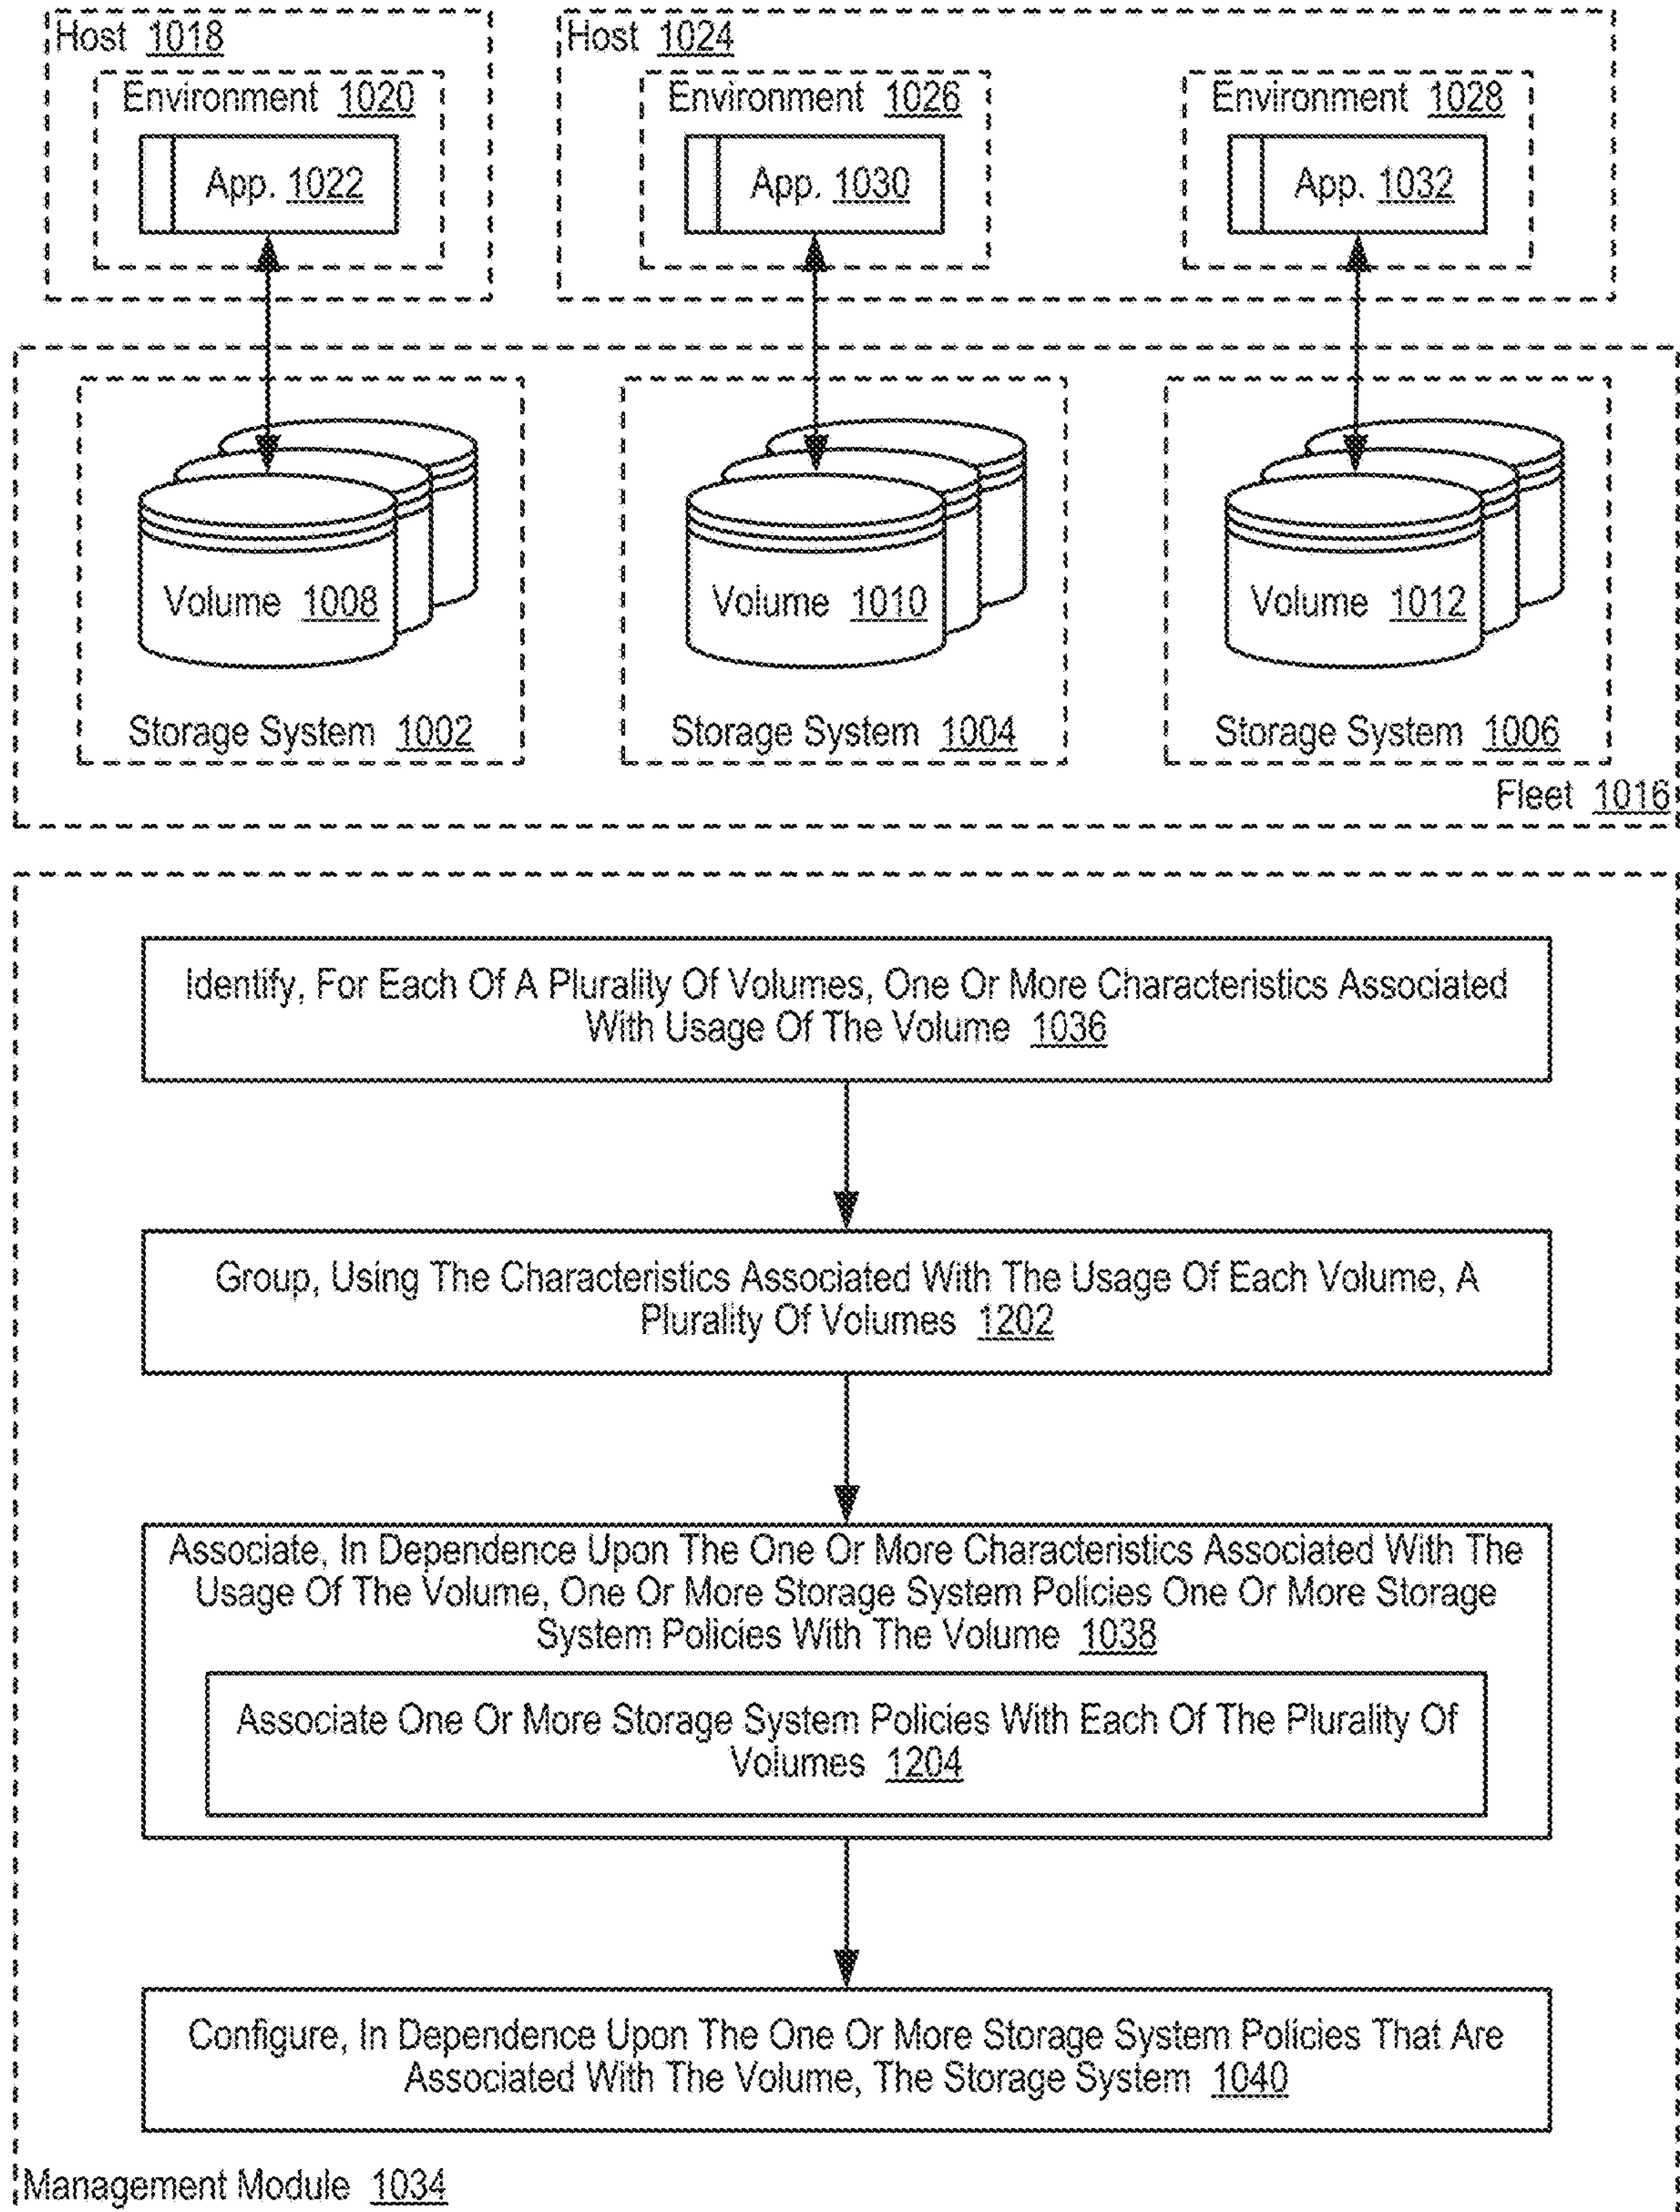 Host 1018
Host 1024
Environment 1020
Environment 1026
Environment 1028
App. 1022
App. 1030
App. 1032
Volume 1008
Volume 1010
Volume 1012
Storage System 1002
Storage System 1004
Storage System 1006
Fleet 1016
Identify, For Each Of A Plurality Of Volumes, One Or More Characteristics Associated
With Usage Of The Volume 1036
Group, Using The Characteristics Associated With The Usage Of Each Volume, A
Plurality Of Volumes 1202
Associate, In Dependence Upon The One Or More Characteristics Associated With The
Usage Of The Volume, One Or More Storage System Policies One Or More Storage
System Policies With The Volume 1038
Associate One Or More Storage System Policies With Each Of The Plurality Of
Volumes 1204
Configure, In Dependence Upon The One Or More Storage System Policies That Are
Associated With The Volume, The Storage System 1040
Management Module 1034